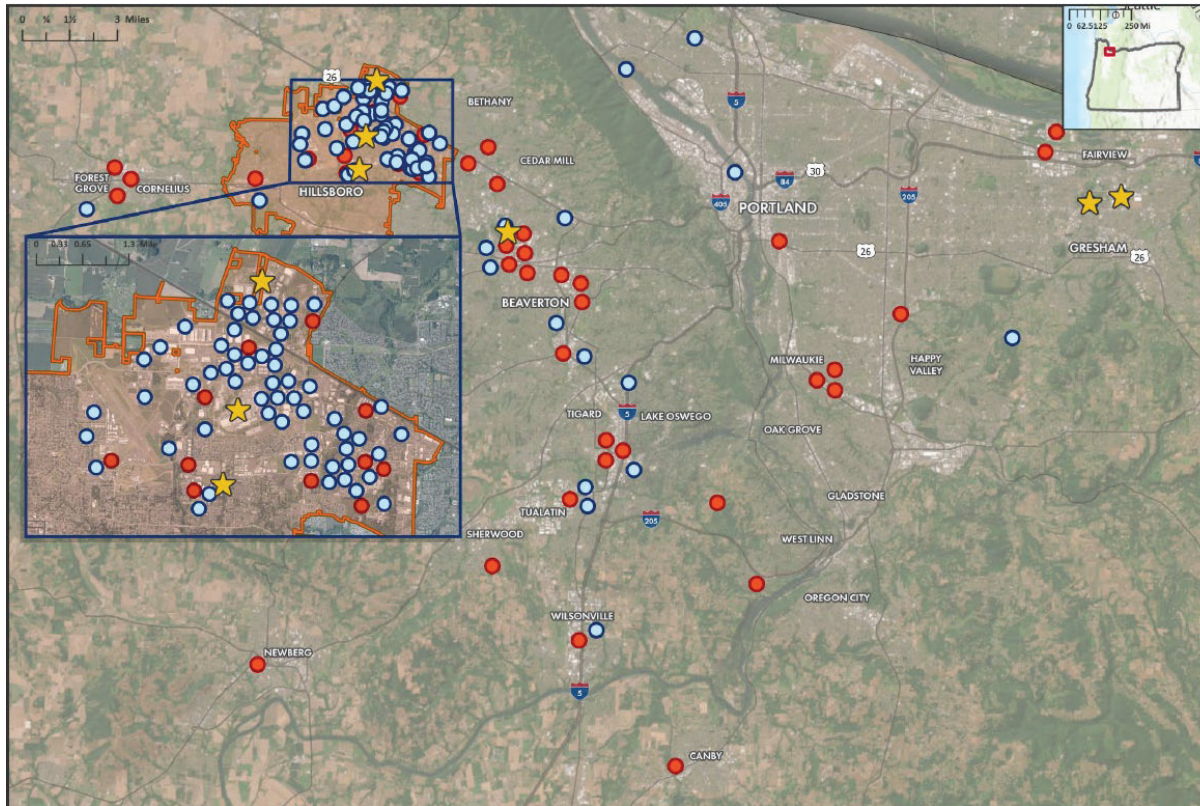 0 ¾ 1½ 3 Miles
0 62.5125 250 Mi
26
BETHANY
5
CEDAR MILL
FAIRVIEW
FOREST
GROVE
CORNELIUS
HILLSBORO
84
30
405
PORTLAND
205
GRESHAM
26
26
0 0.33 0.65 1.3 Miles
BEAVERTON
MILWAUKIE
HAPPY
VALLEY
TIGARD
5
LAKE OSWEGO
OAK GROVE
GLADSTONE
TUALATIN
205
SHERWOOD
WEST LINN
OREGON CITY
WILSONVILLE
NEWBERG
5
CANBY